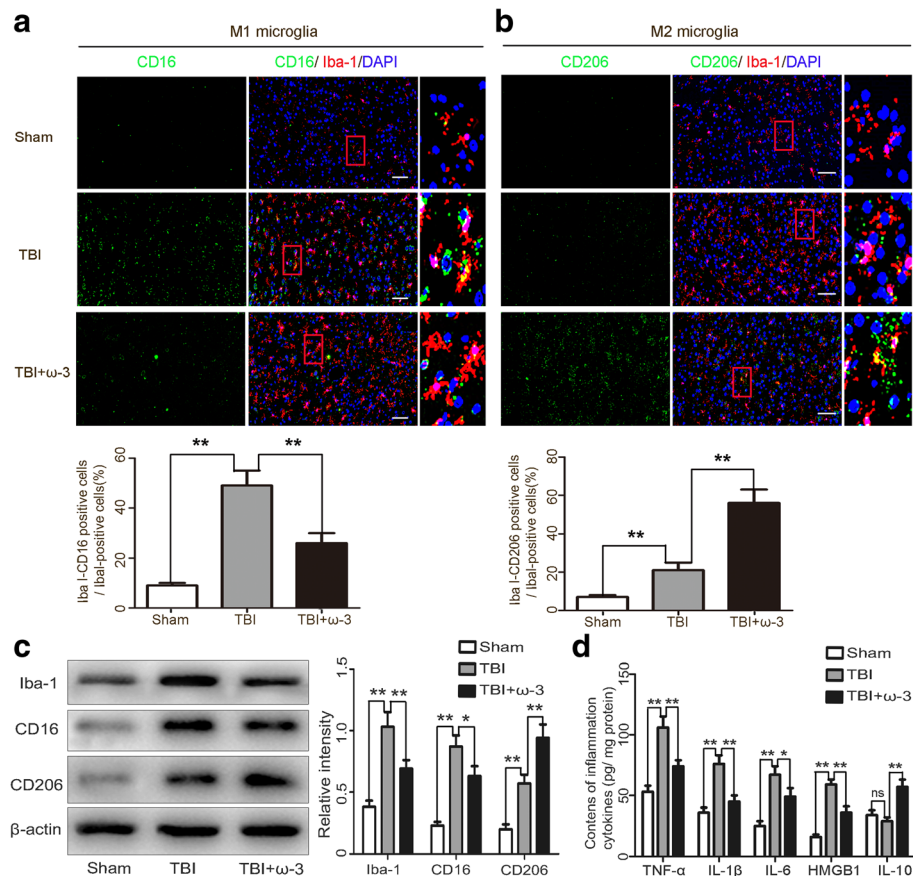 a
M1 microglia
CD16
CD16/ Iba-1/DAPI
Sham
TBI
TBI+ω-3
b
M2 microglia
CD206
CD206/ Iba-1/DAPI
Iba I-CD16 positive cells
/ IbaI-positive cells(%)
60
40
20
0
**
**
Sham
TBI
TBI+ω-3
Iba I-CD206 positive cells
/ IbaI-positive cells(%)
80
60
40
20
0
**
**
Sham
TBI
TBI+ω-3
c
Iba-1
CD16
CD206
β-actin
Sham
TBI
TBI+ω-3
Relative intensity
1.5
1.0
0.5
0.0
Sham
TBI
TBI+ω-3
** **
** *
** **
Iba-1
CD16
CD206
d
Contens of inflammation
cytokines (pg/ mg protein)
150
100
50
0
Sham
TBI
TBI+ω-3
** **
** **
** *
** **
ns **
TNF-α
IL-1β
IL-6
HMGB1
IL-10